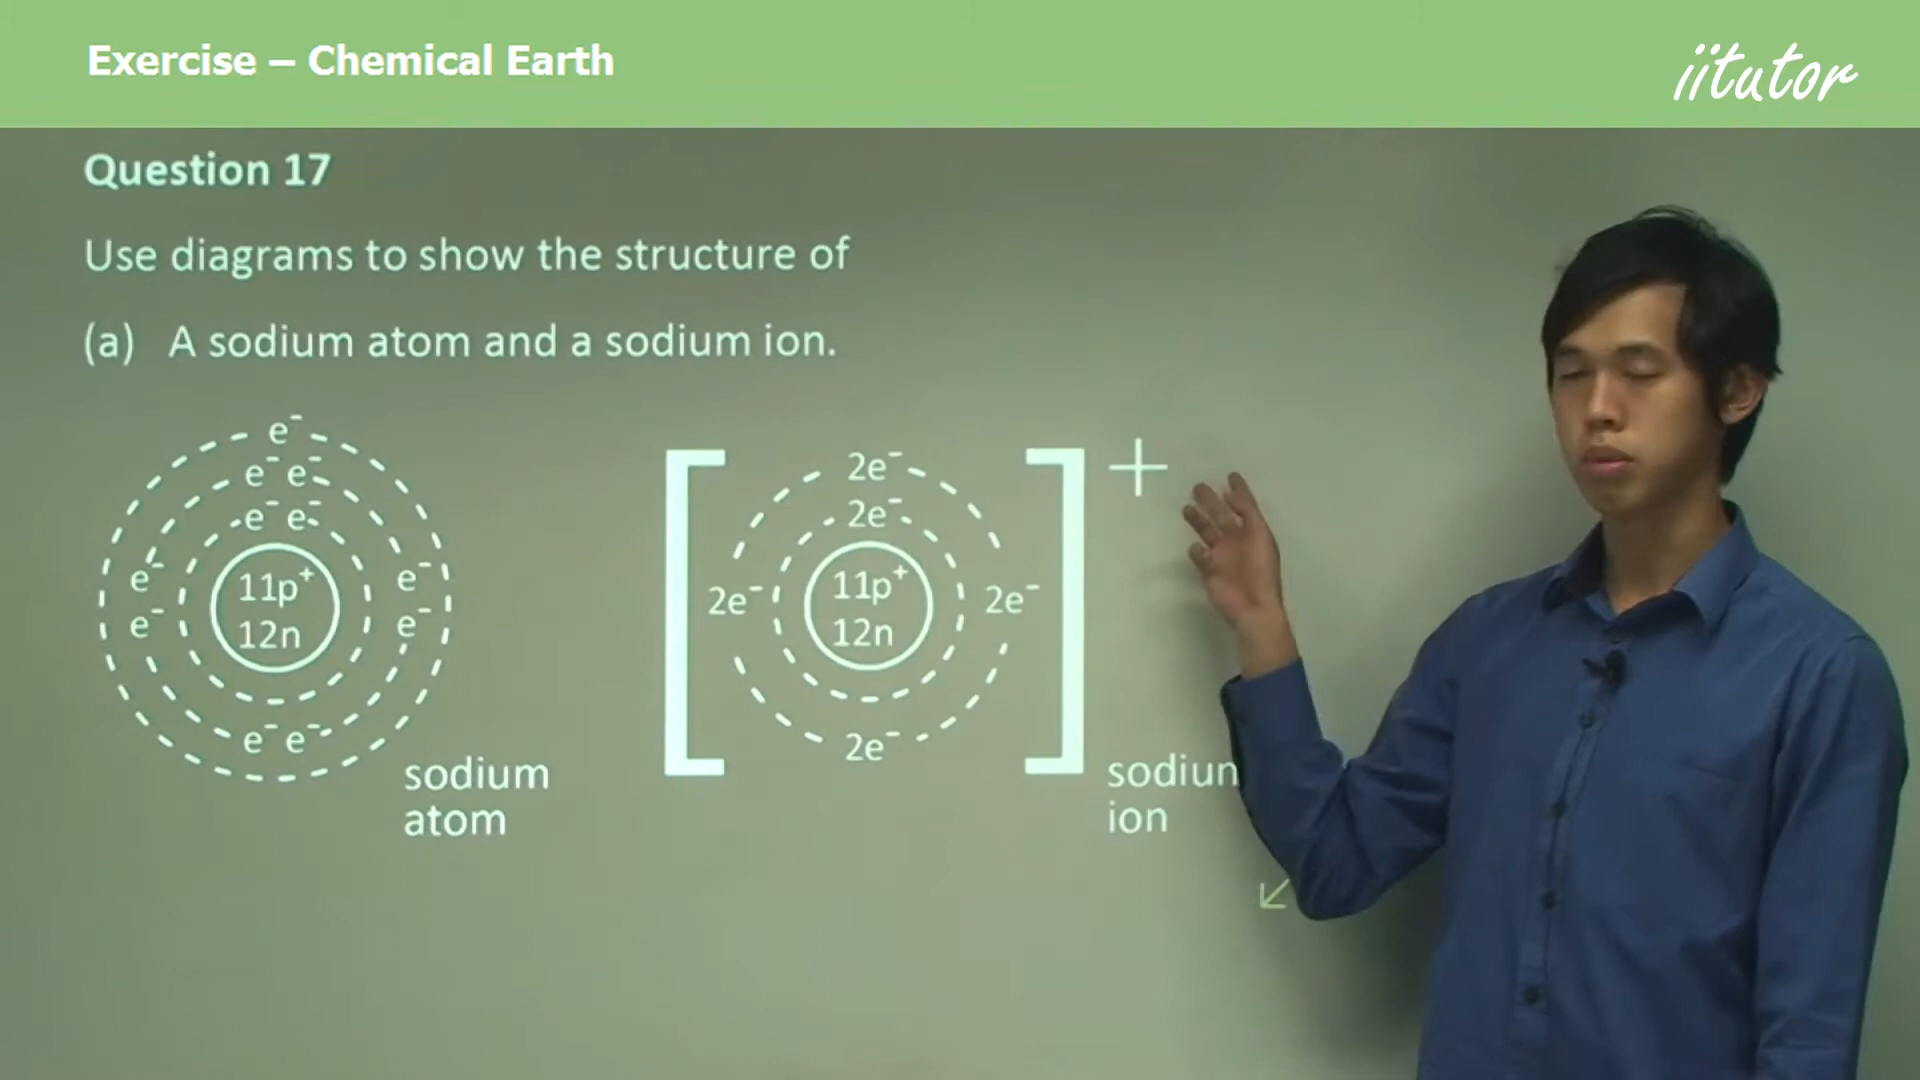 Exercise – Chemical Earth
iitutor
Question 17
Use diagrams to show the structure of
(a) A sodium atom and a sodium ion.
e⁻
e⁻ e⁻
e⁻ e⁻
11p⁺
12n
e⁻
e⁻
e⁻
e⁻
e⁻ e⁻
sodium
atom
[ ]
+
2e⁻
2e⁻
2e⁻
11p⁺
12n
2e⁻
2e⁻
sodium
ion